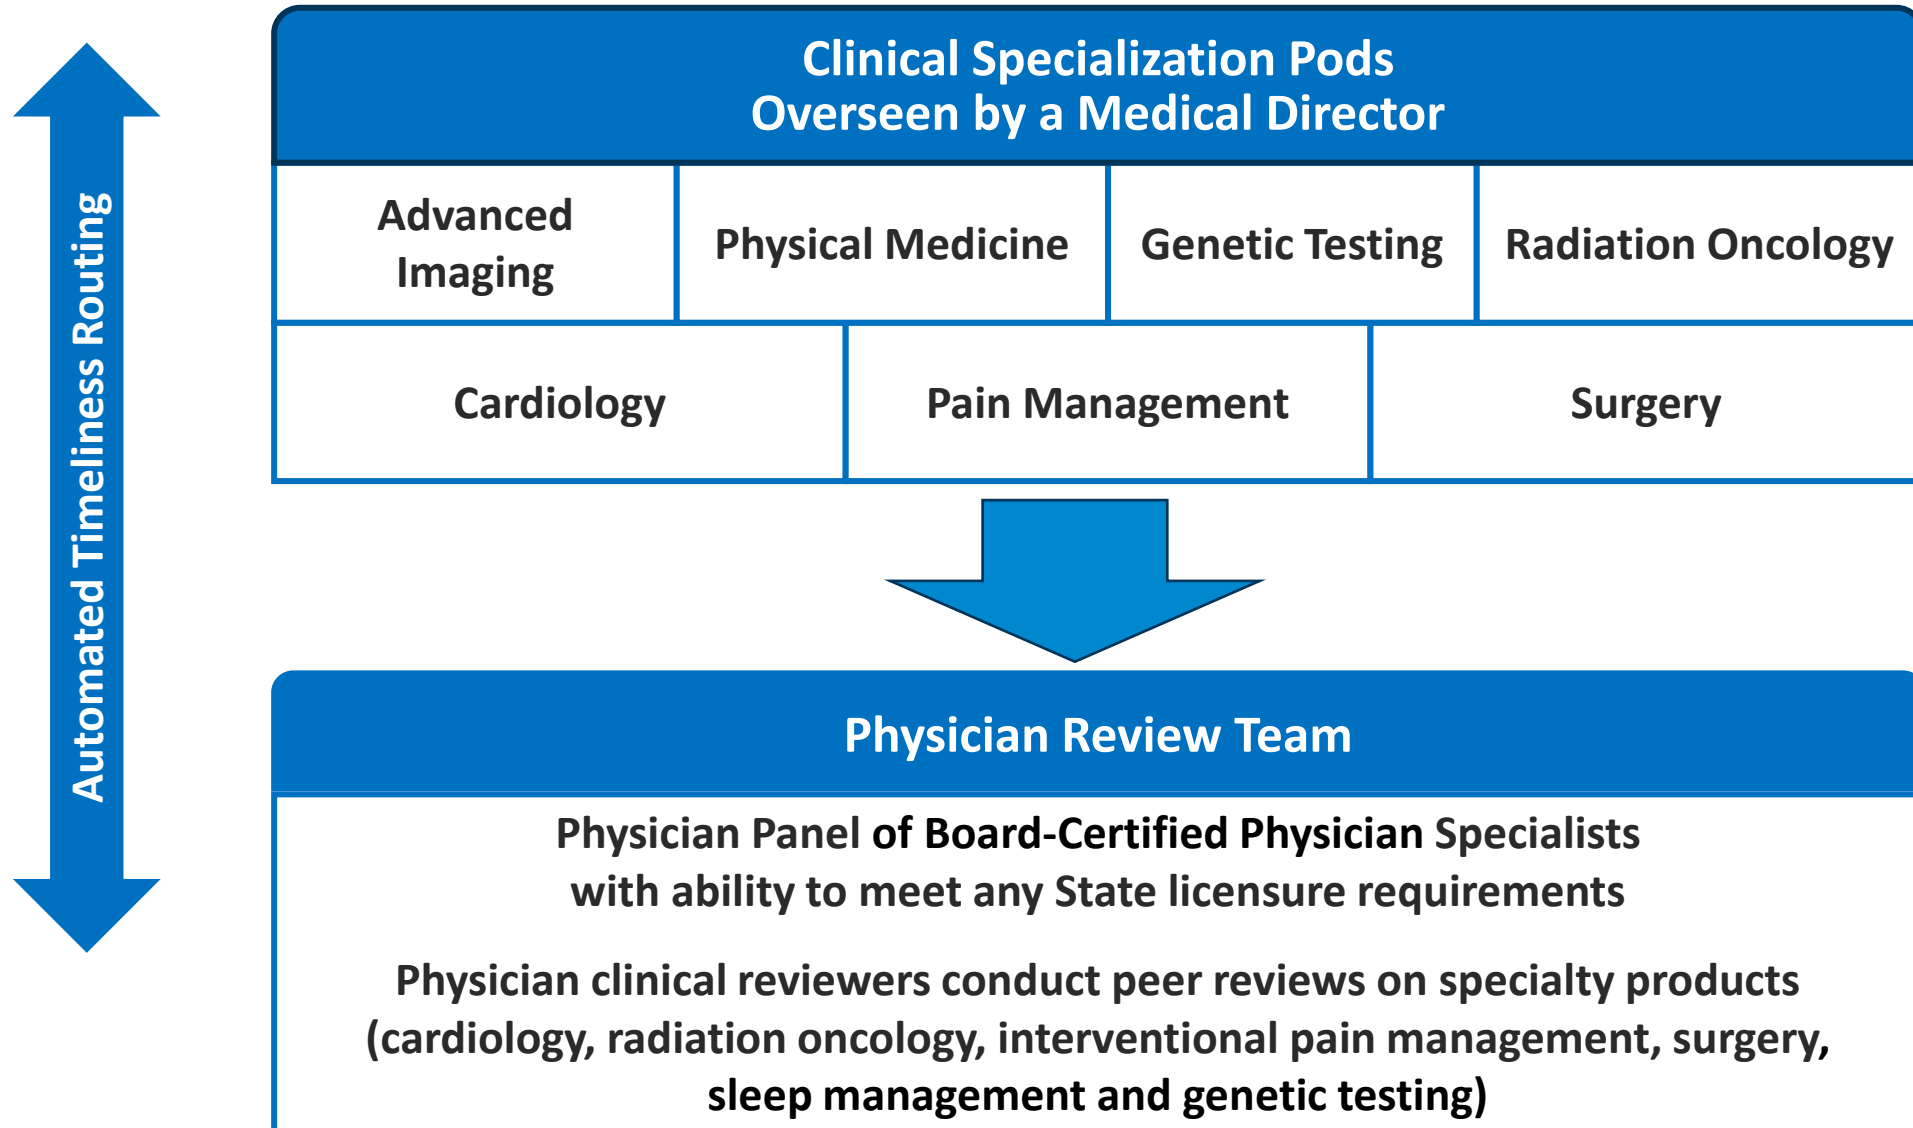 Automated Timeliness Routing
Clinical Specialization Pods
Overseen by a Medical Director
Advanced
Imaging
Physical Medicine
Genetic Testing
Radiation Oncology
Cardiology
Pain Management
Surgery
Physician Review Team
Physician Panel of Board-Certified Physician Specialists
with ability to meet any State licensure requirements
Physician clinical reviewers conduct peer reviews on specialty products
(cardiology, radiation oncology, interventional pain management, surgery,
sleep management and genetic testing)